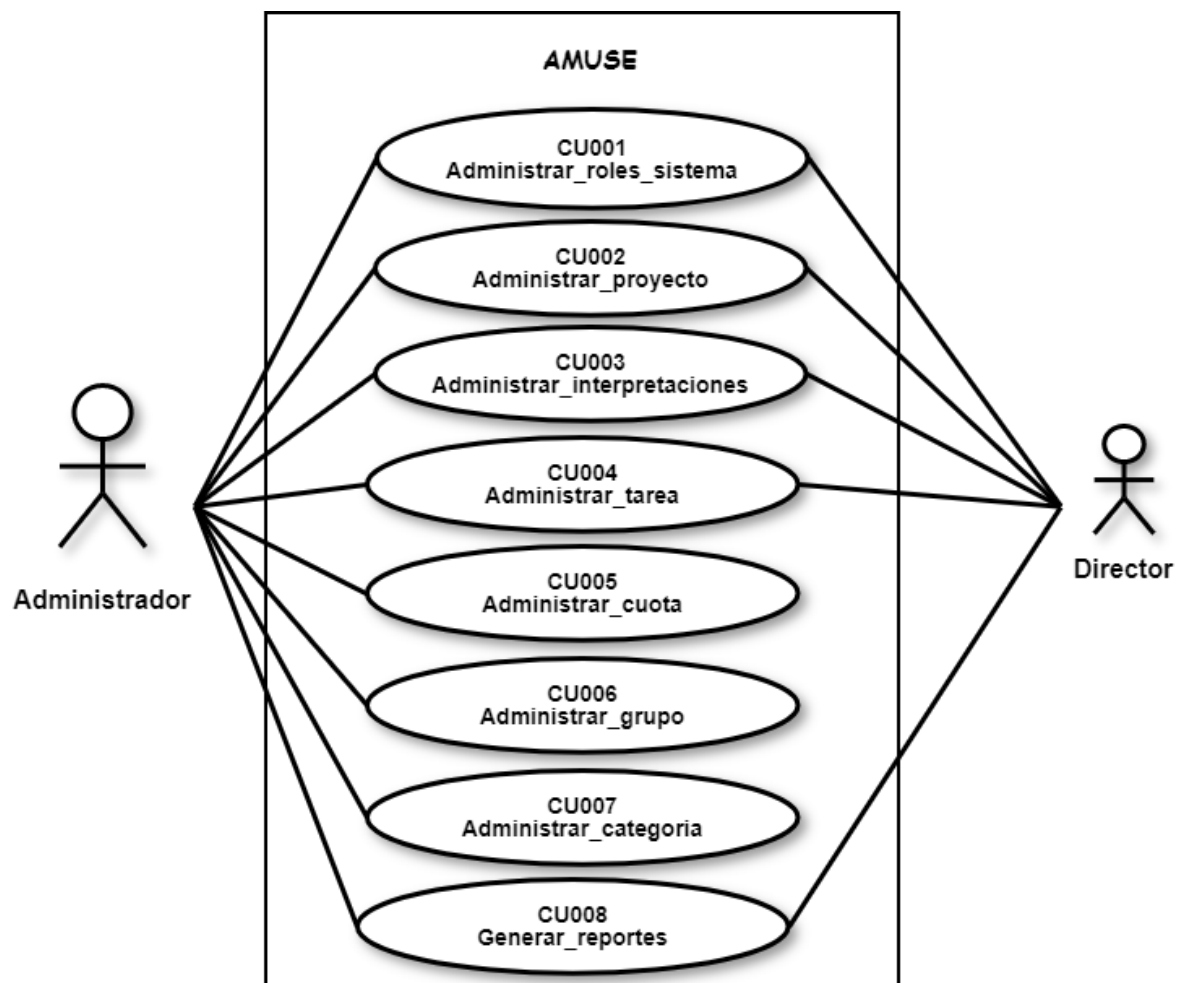 AMUSE
CU001
Administrar_roles_sistema
CU002
Administrar_proyecto
CU003
Administrar_interpretaciones
CU004
Administrar_tarea
CU005
Administrar_cuota
CU006
Administrar_grupo
CU007
Administrar_categoria
CU008
Generar_reportes
Administrador
Director